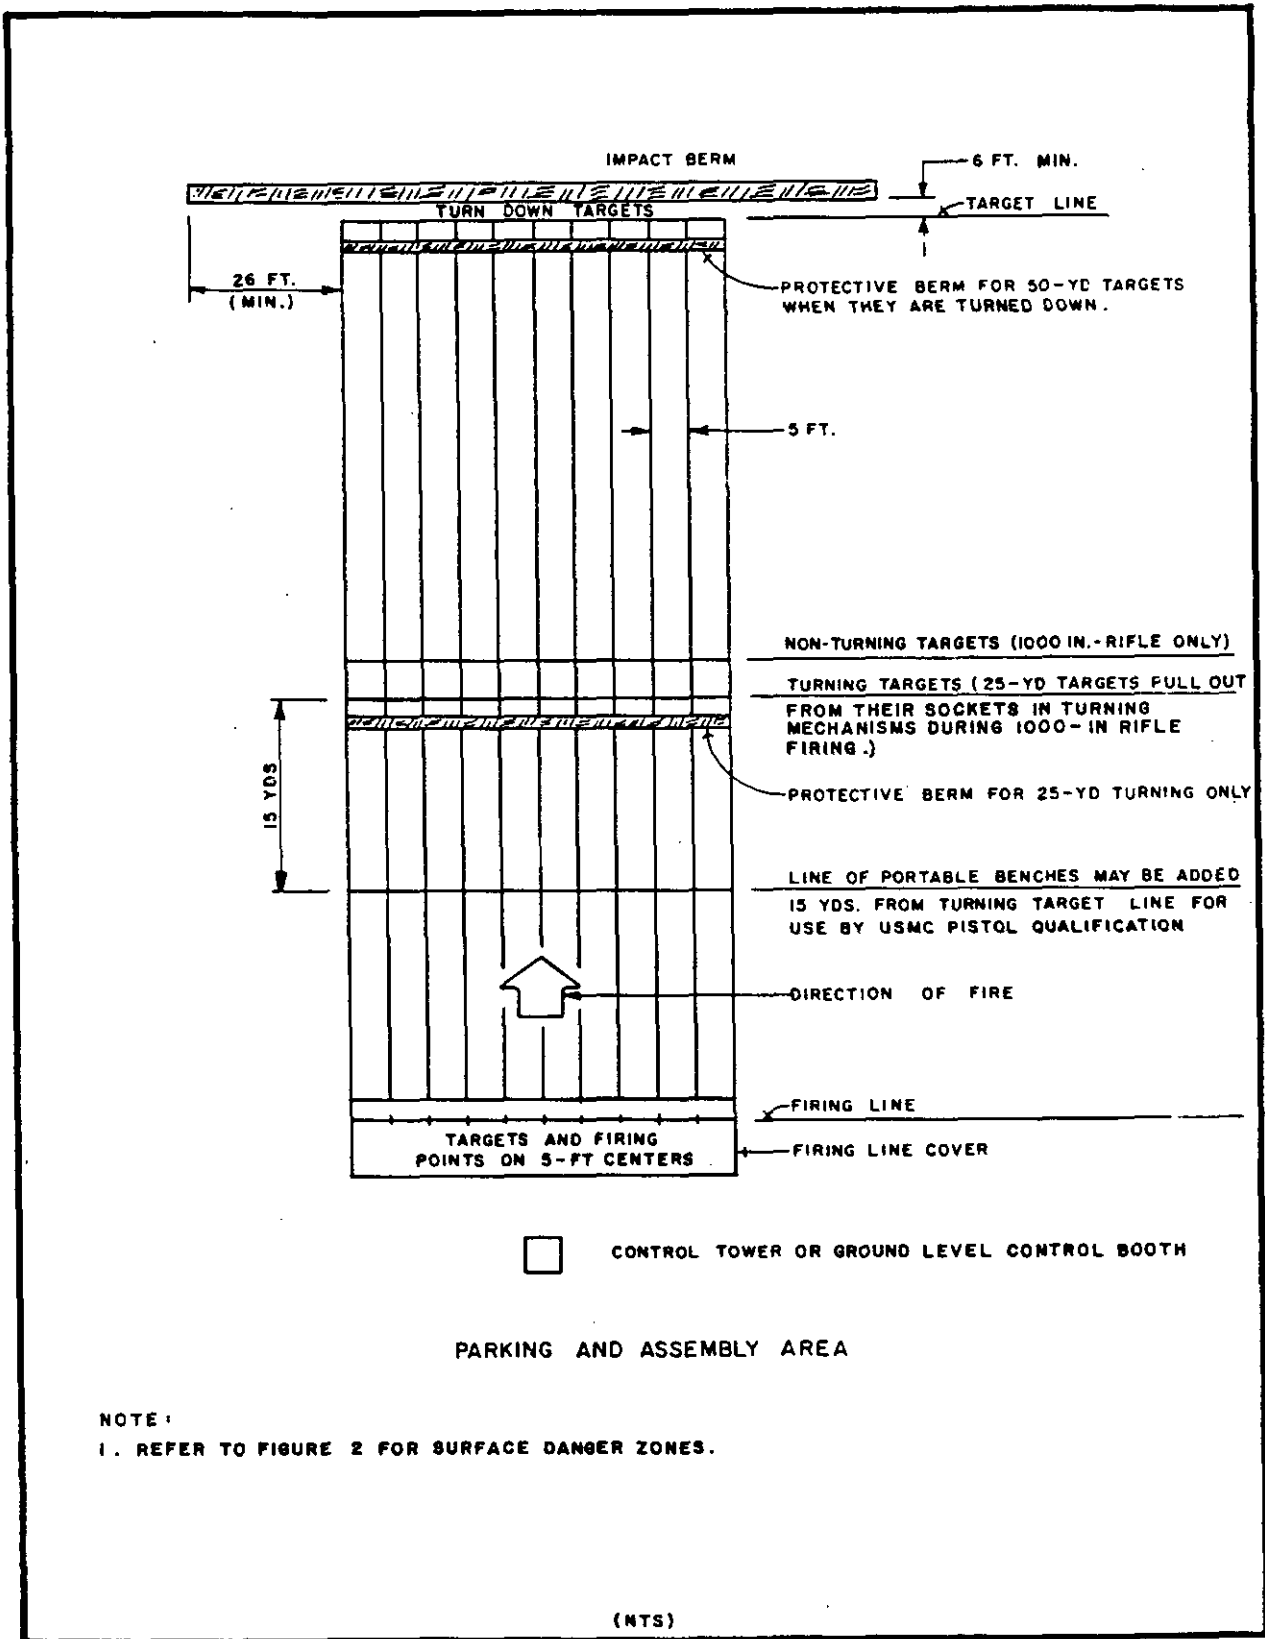 IMPACT BERM
6 FT. MIN.
TURN DOWN TARGETS
TARGET LINE
26 FT.
(MIN.)
PROTECTIVE BERM FOR 50-YD TARGETS
WHEN THEY ARE TURNED DOWN.
5 FT.
NON-TURNING TARGETS (1000 IN.-RIFLE ONLY)
TURNING TARGETS (25-YD TARGETS PULL OUT
FROM THEIR SOCKETS IN TURNING
MECHANISMS DURING 1000-IN RIFLE
FIRING.)
15 YDS
PROTECTIVE BERM FOR 25-YD TURNING ONLY
LINE OF PORTABLE BENCHES MAY BE ADDED
15 YDS. FROM TURNING TARGET LINE FOR
USE BY USMC PISTOL QUALIFICATION
DIRECTION OF FIRE
FIRING LINE
TARGETS AND FIRING
POINTS ON 5-FT CENTERS
FIRING LINE COVER
CONTROL TOWER OR GROUND LEVEL CONTROL BOOTH
PARKING AND ASSEMBLY AREA
NOTE:
1. REFER TO FIGURE 2 FOR SURFACE DANGER ZONES.
(NTS)